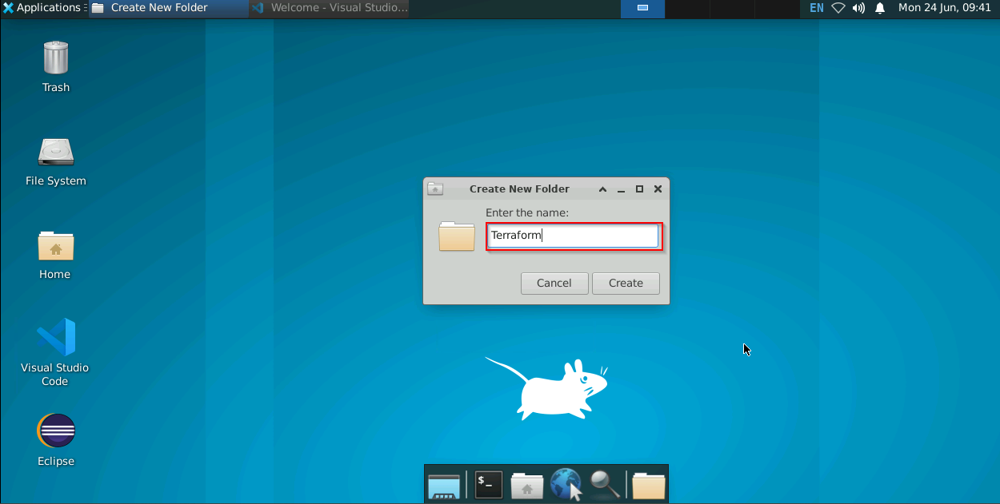 Applications
Create New Folder
Welcome - Visual Studio...
EN
Mon 24 Jun, 09:41
Trash
File System
Home
Visual Studio
Code
Eclipse
Create New Folder
Enter the name:
Terraform
Cancel
Create
$_